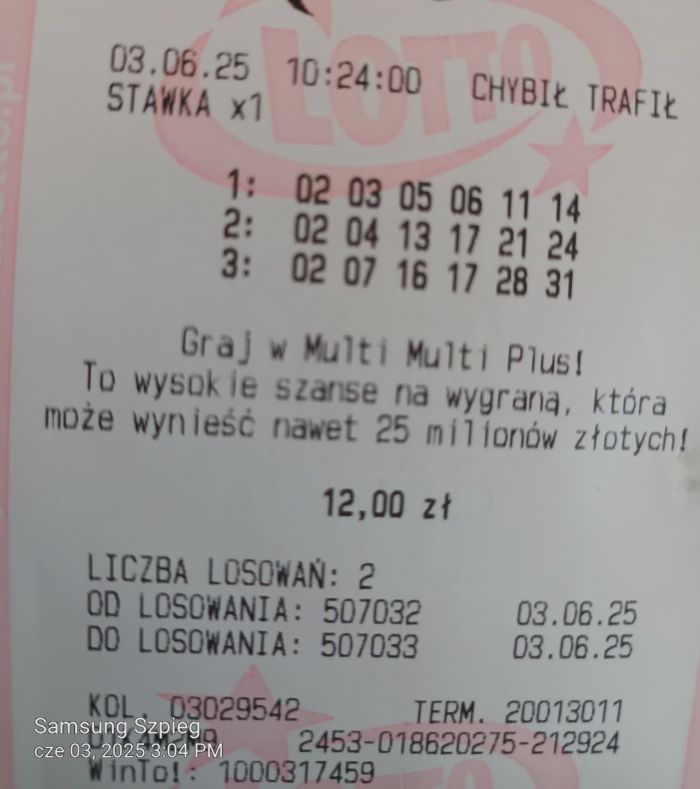 LOTTO
03.06.25 10:24:00 CHYBIŁ TRAFIŁ
STAWKA x1
1: 02 03 05 06 11 14
2: 02 04 13 17 21 24
3: 02 07 16 17 28 31
Graj w Multi Multi Plus!
To wysokie szanse na wygraną, która
może wynieść nawet 25 milionów złotych!
12,00 zł
LICZBA LOSOWAŃ: 2
OD LOSOWANIA: 507032 03.06.25
DO LOSOWANIA: 507033 03.06.25
KOL. 03029542 TERM. 20013011
Samsung Szpieg
2453-018620275-212924
cze 03, 2025 3:04 PM
WinTo!: 1000317459